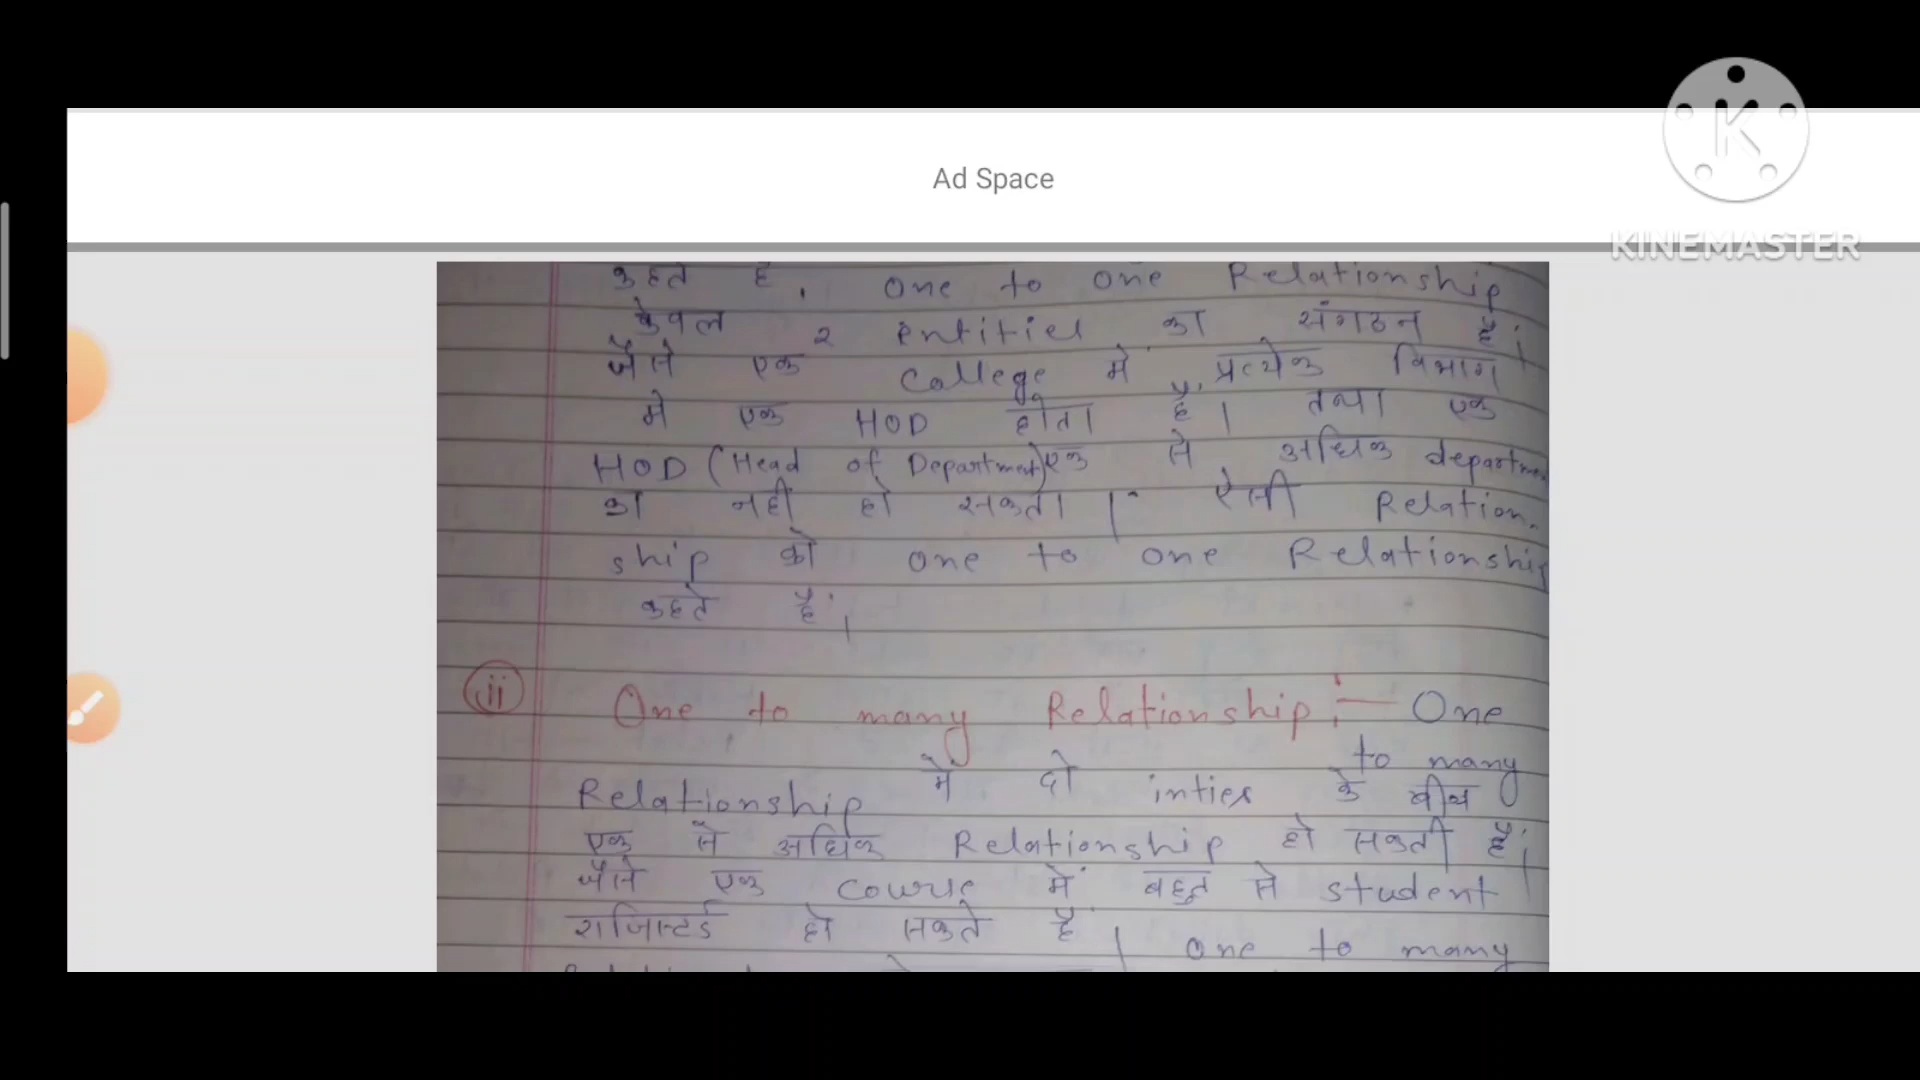 Ad Space
KINEMASTER
कहते है, One to One Relationship
केवल 2 entitiel का संगठन है।
जैसे एक College में प्रत्येक विभाग
मे एक HOD होता है। तथा एक
HOD (Head of Department) एक से अधिक departmen
का नही हो सकता। ऐसी Relation-
ship को one to one Relationship
कहते है।
ii One to many Relationship :— One
to many
Relationship मे दो inties के बीच
एक से अधिक Relationship हो सकती है।
जैसे एक course में बहुत से student
राजिस्टर्ड हो सकते है। One to many